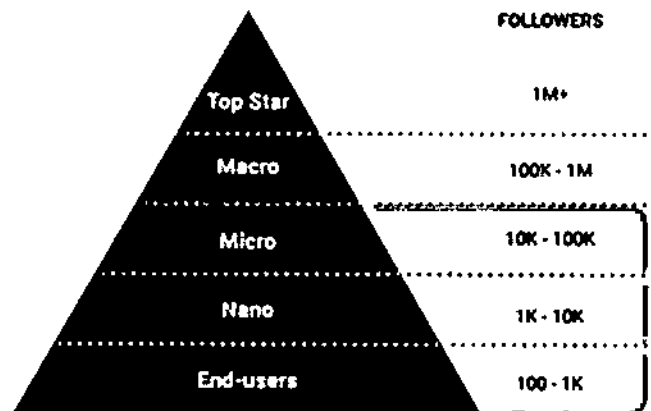 FOLLOWERS
Top Star 1M+
Macro 100K - 1M
Micro 10K - 100K
Nano 1K - 10K
End-users 100 - 1K